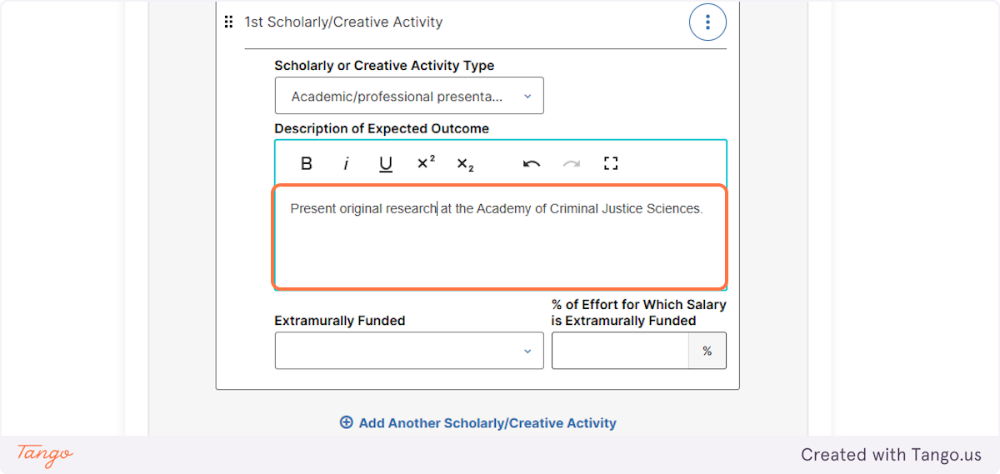 1st Scholarly/Creative Activity
Scholarly or Creative Activity Type
Academic/professional presenta...
Description of Expected Outcome
B i U x² x₂
Present original research at the Academy of Criminal Justice Sciences.
% of Effort for Which Salary
is Extramurally Funded
Extramurally Funded
%
Add Another Scholarly/Creative Activity
Tango
Created with Tango.us